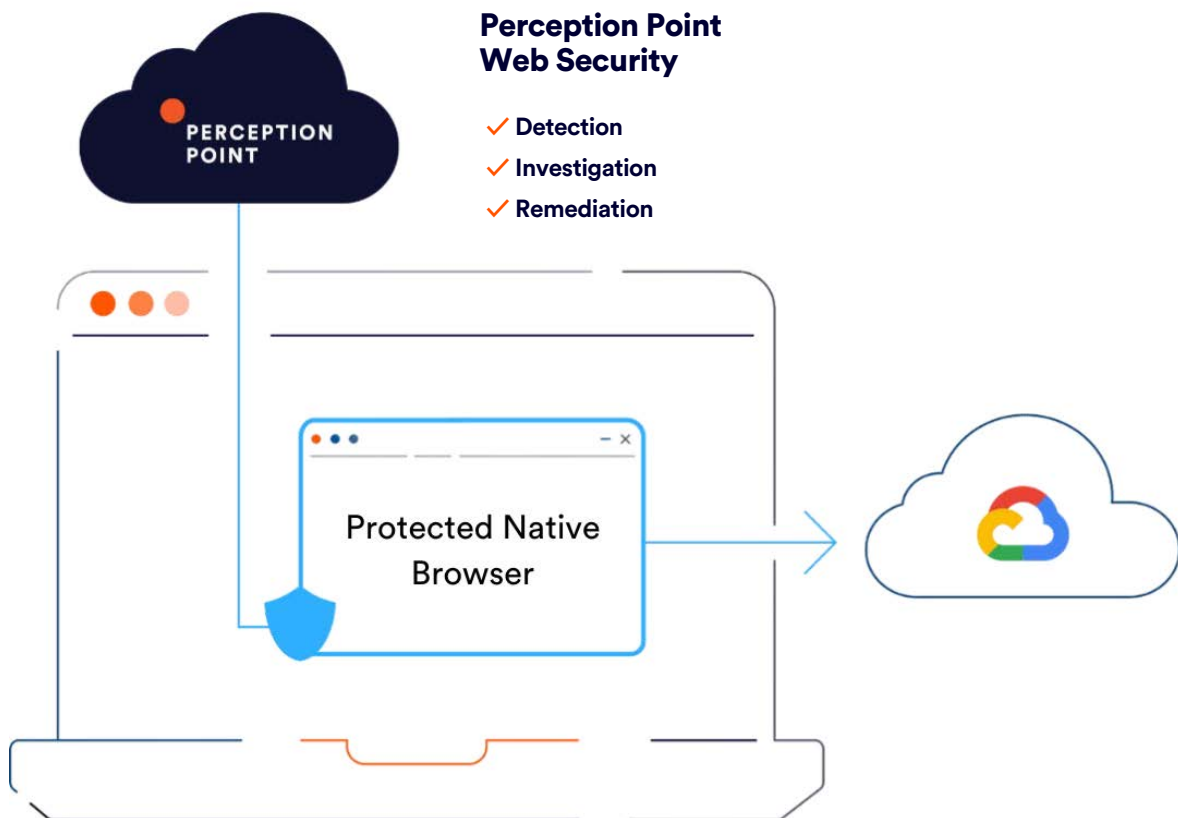 Perception Point
Web Security
PERCEPTION
POINT
Detection
Investigation
Remediation
Protected Native
Browser